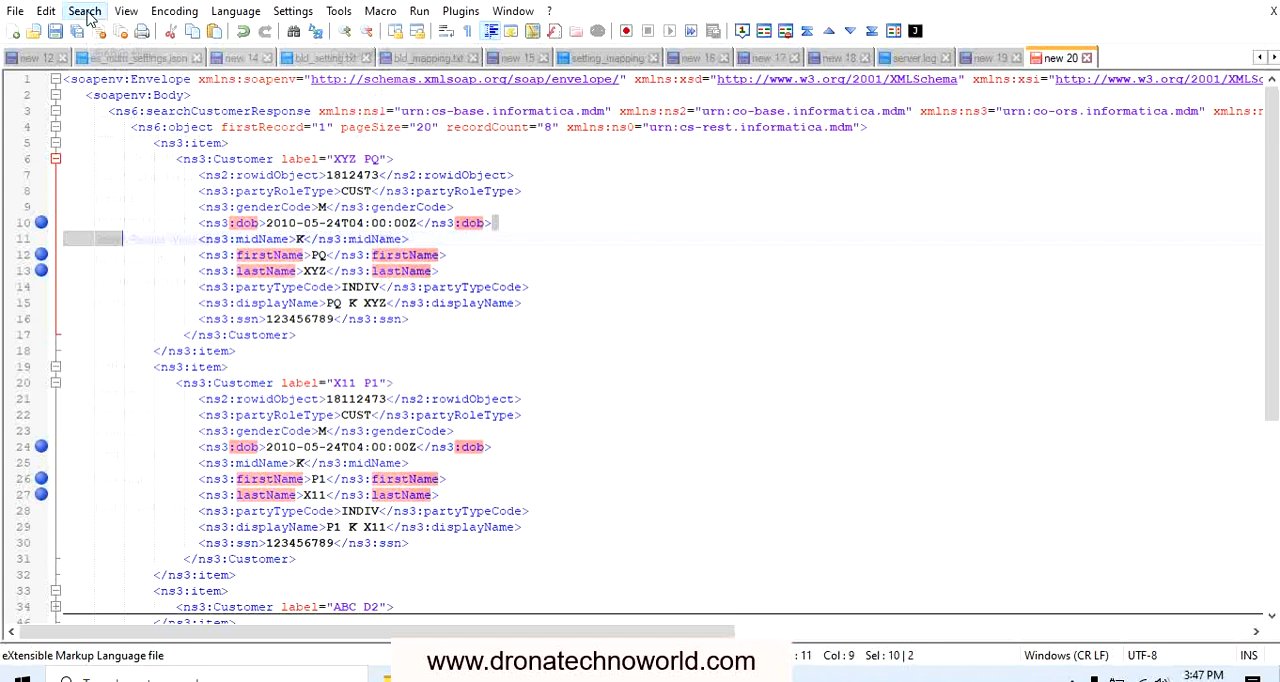 File Edit Search View Encoding Language Settings Tools Macro Run Plugins Window ? X
new 12 es_mdm_settings.json new 14 bld_setting.txt bld_mapping.txt new 15 setting_mapping new 16 new 17 new 18 server.log new 19 new 20
1 <soapenv:Envelope xmlns:soapenv="http://schemas.xmlsoap.org/soap/envelope/" xmlns:xsd="http://www.w3.org/2001/XMLSchema" xmlns:xsi="http://www.w3.org/2001/XMLSc
2 <soapenv:Body>
3 <ns6:searchCustomerResponse xmlns:ns1="urn:cs-base.informatica.mdm" xmlns:ns2="urn:co-base.informatica.mdm" xmlns:ns3="urn:co-ors.informatica.mdm" xmlns:r
4 <ns6:object firstRecord="1" pageSize="20" recordCount="8" xmlns:ns0="urn:cs-rest.informatica.mdm">
5 <ns3:item>
6 <ns3:Customer label="XYZ PQ">
7 <ns2:rowidObject>1812473</ns2:rowidObject>
8 <ns3:partyRoleType>CUST</ns3:partyRoleType>
9 <ns3:genderCode>M</ns3:genderCode>
10 <ns3:dob>2010-05-24T04:00:00Z</ns3:dob>
11 <ns3:midName>K</ns3:midName>
12 <ns3:firstName>PQ</ns3:firstName>
13 <ns3:lastName>XYZ</ns3:lastName>
14 <ns3:partyTypeCode>INDIV</ns3:partyTypeCode>
15 <ns3:displayName>PQ K XYZ</ns3:displayName>
16 <ns3:ssn>123456789</ns3:ssn>
17 </ns3:Customer>
18 </ns3:item>
19 <ns3:item>
20 <ns3:Customer label="X11 P1">
21 <ns2:rowidObject>18112473</ns2:rowidObject>
22 <ns3:partyRoleType>CUST</ns3:partyRoleType>
23 <ns3:genderCode>M</ns3:genderCode>
24 <ns3:dob>2010-05-24T04:00:00Z</ns3:dob>
25 <ns3:midName>K</ns3:midName>
26 <ns3:firstName>P1</ns3:firstName>
27 <ns3:lastName>X11</ns3:lastName>
28 <ns3:partyTypeCode>INDIV</ns3:partyTypeCode>
29 <ns3:displayName>P1 K X11</ns3:displayName>
30 <ns3:ssn>123456789</ns3:ssn>
31 </ns3:Customer>
32 </ns3:item>
33 <ns3:item>
34 <ns3:Customer label="ABC D2">
46 </ns3:item>
eXtensible Markup Language file : 11 Col : 9 Sel : 10 | 2 Windows (CR LF) UTF-8 INS
www.dronatechnoworld.com
3:47 PM